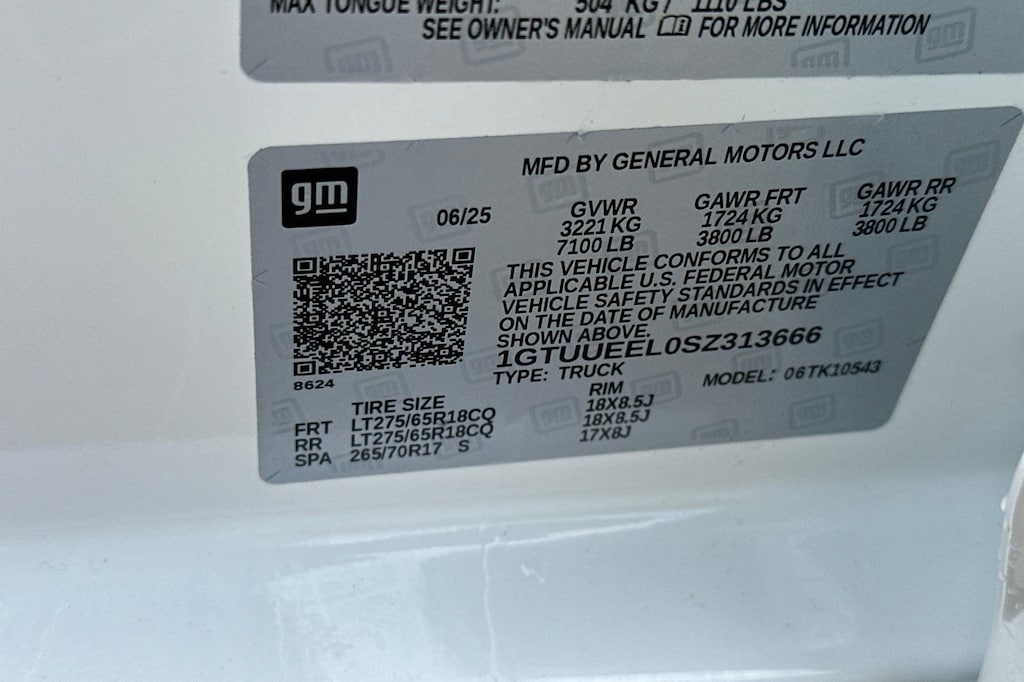 MAX TONGUE WEIGHT: 504 KG / 1110 LBS
SEE OWNER'S MANUAL FOR MORE INFORMATION
gm
MFD BY GENERAL MOTORS LLC
06/25
GVWR GAWR FRT GAWR RR
3221 KG 1724 KG 1724 KG
7100 LB 3800 LB 3800 LB
THIS VEHICLE CONFORMS TO ALL
APPLICABLE U.S. FEDERAL MOTOR
VEHICLE SAFETY STANDARDS IN EFFECT
ON THE DATE OF MANUFACTURE
SHOWN ABOVE.
1GTUUEEL0SZ313666
TYPE: TRUCK MODEL: 06TK10543
8624
TIRE SIZE RIM
FRT LT275/65R18CQ 18X8.5J
RR LT275/65R18CQ 18X8.5J
SPA 265/70R17 S 17X8J